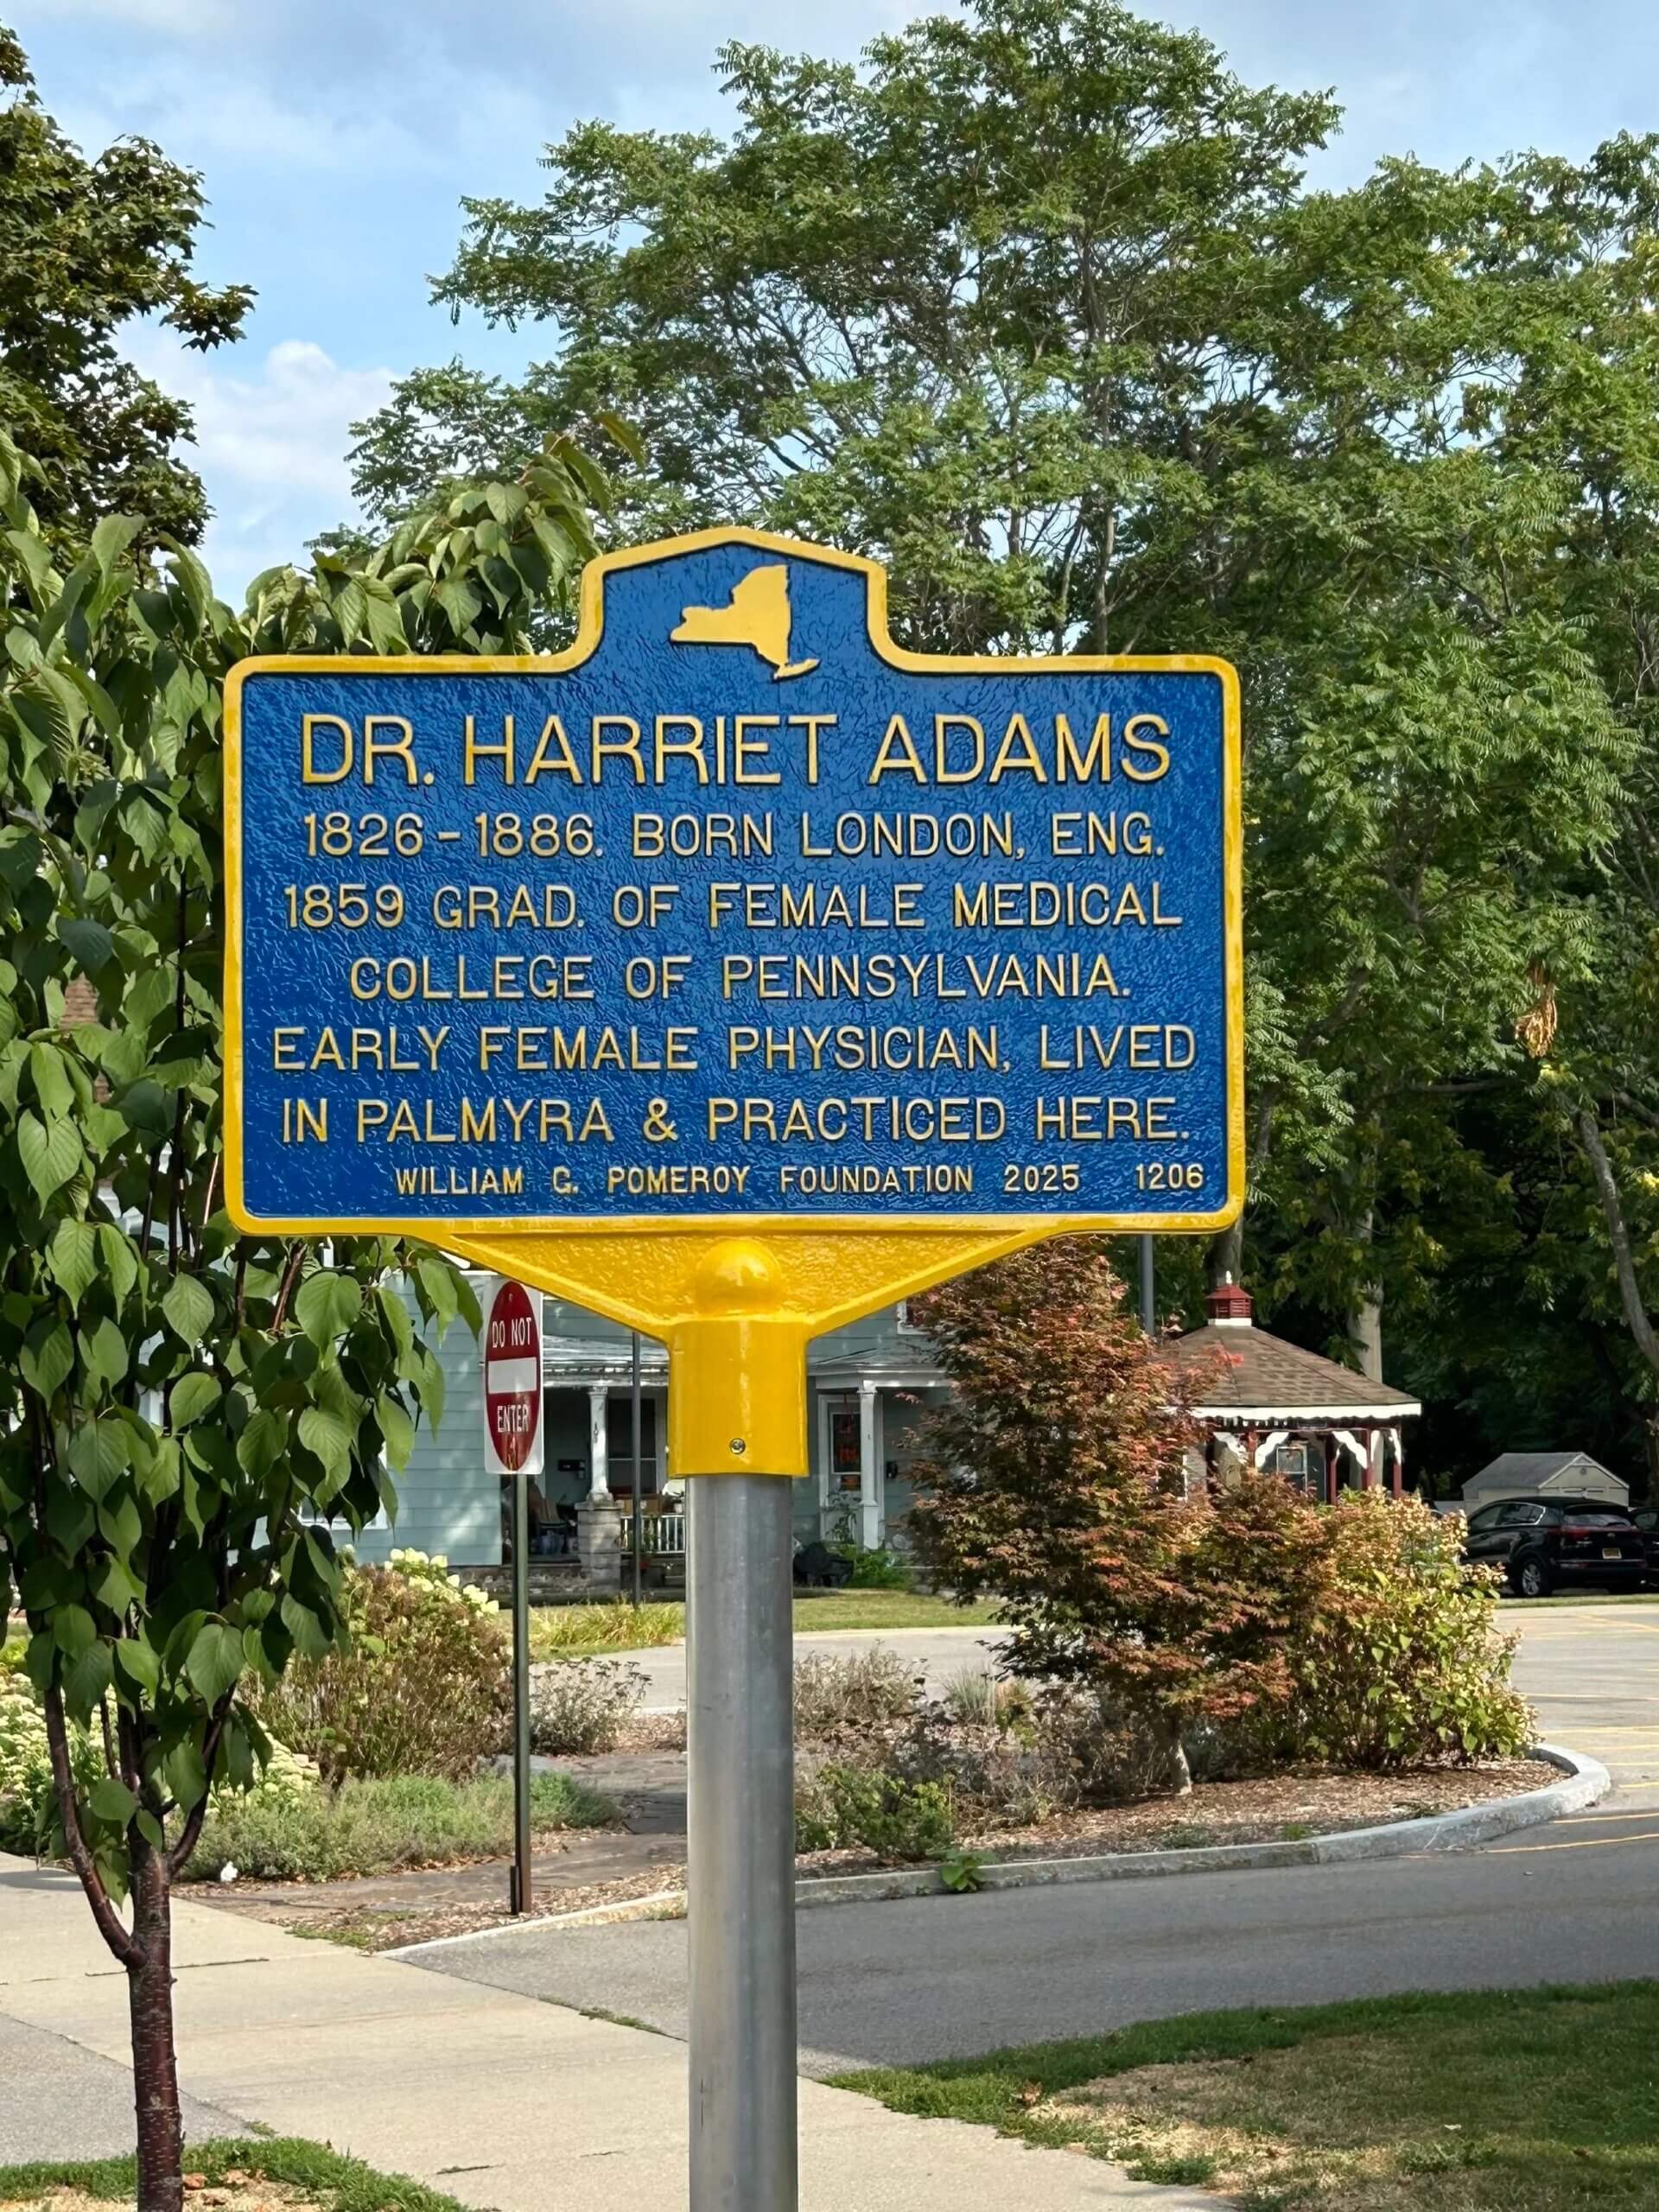 DR. HARRIET ADAMS
1826-1886. BORN LONDON, ENG.
1859 GRAD. OF FEMALE MEDICAL
COLLEGE OF PENNSYLVANIA.
EARLY FEMALE PHYSICIAN, LIVED
IN PALMYRA & PRACTICED HERE.
WILLIAM G. POMEROY FOUNDATION 2025 1206
DO NOT
ENTER